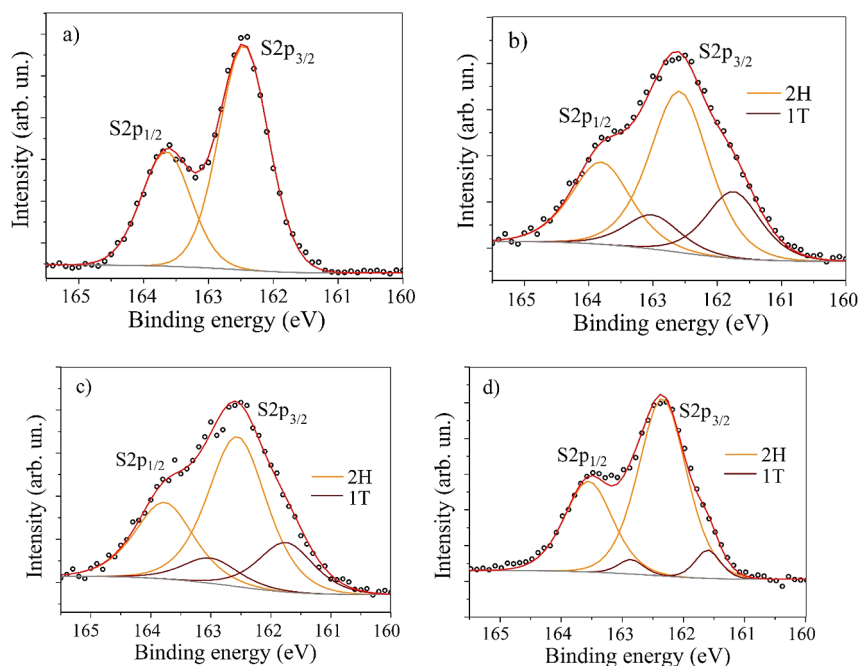 a)
S2p3/2
S2p1/2
Intensity (arb. un.)
165 164 163 162 161 160
Binding energy (eV)
b)
S2p3/2
2H
S2p1/2
1T
Intensity (arb. un.)
165 164 163 162 161 160
Binding energy (eV)
c)
S2p3/2
S2p1/2
2H
1T
Intensity (arb. un.)
165 164 163 162 161 160
Binding energy (eV)
d)
S2p3/2
S2p1/2
2H
1T
Intensity (arb. un.)
165 164 163 162 161 160
Binding energy (eV)